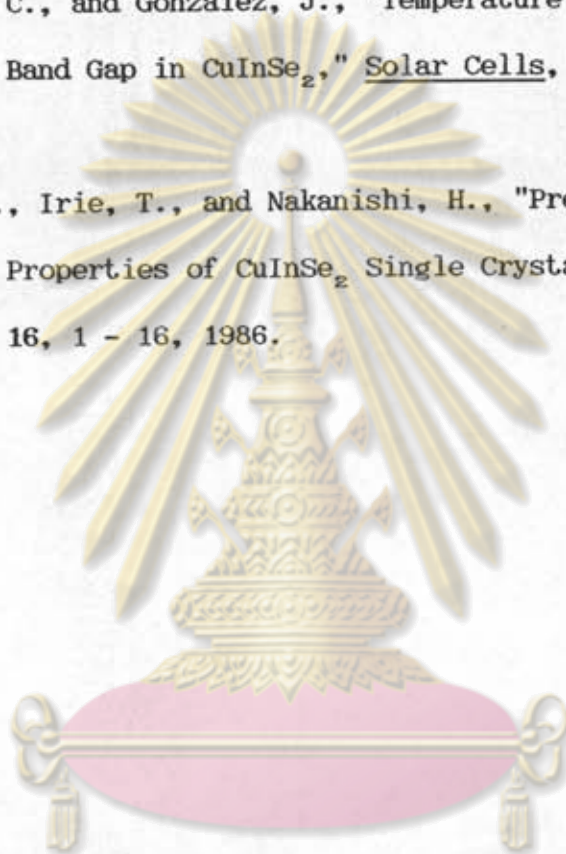 C., and Gonzalez, J., "Temperature
Band Gap in CuInSe₂," Solar Cells,
., Irie, T., and Nakanishi, H., "Pre
Properties of CuInSe₂ Single Crysta
16, 1 - 16, 1986.